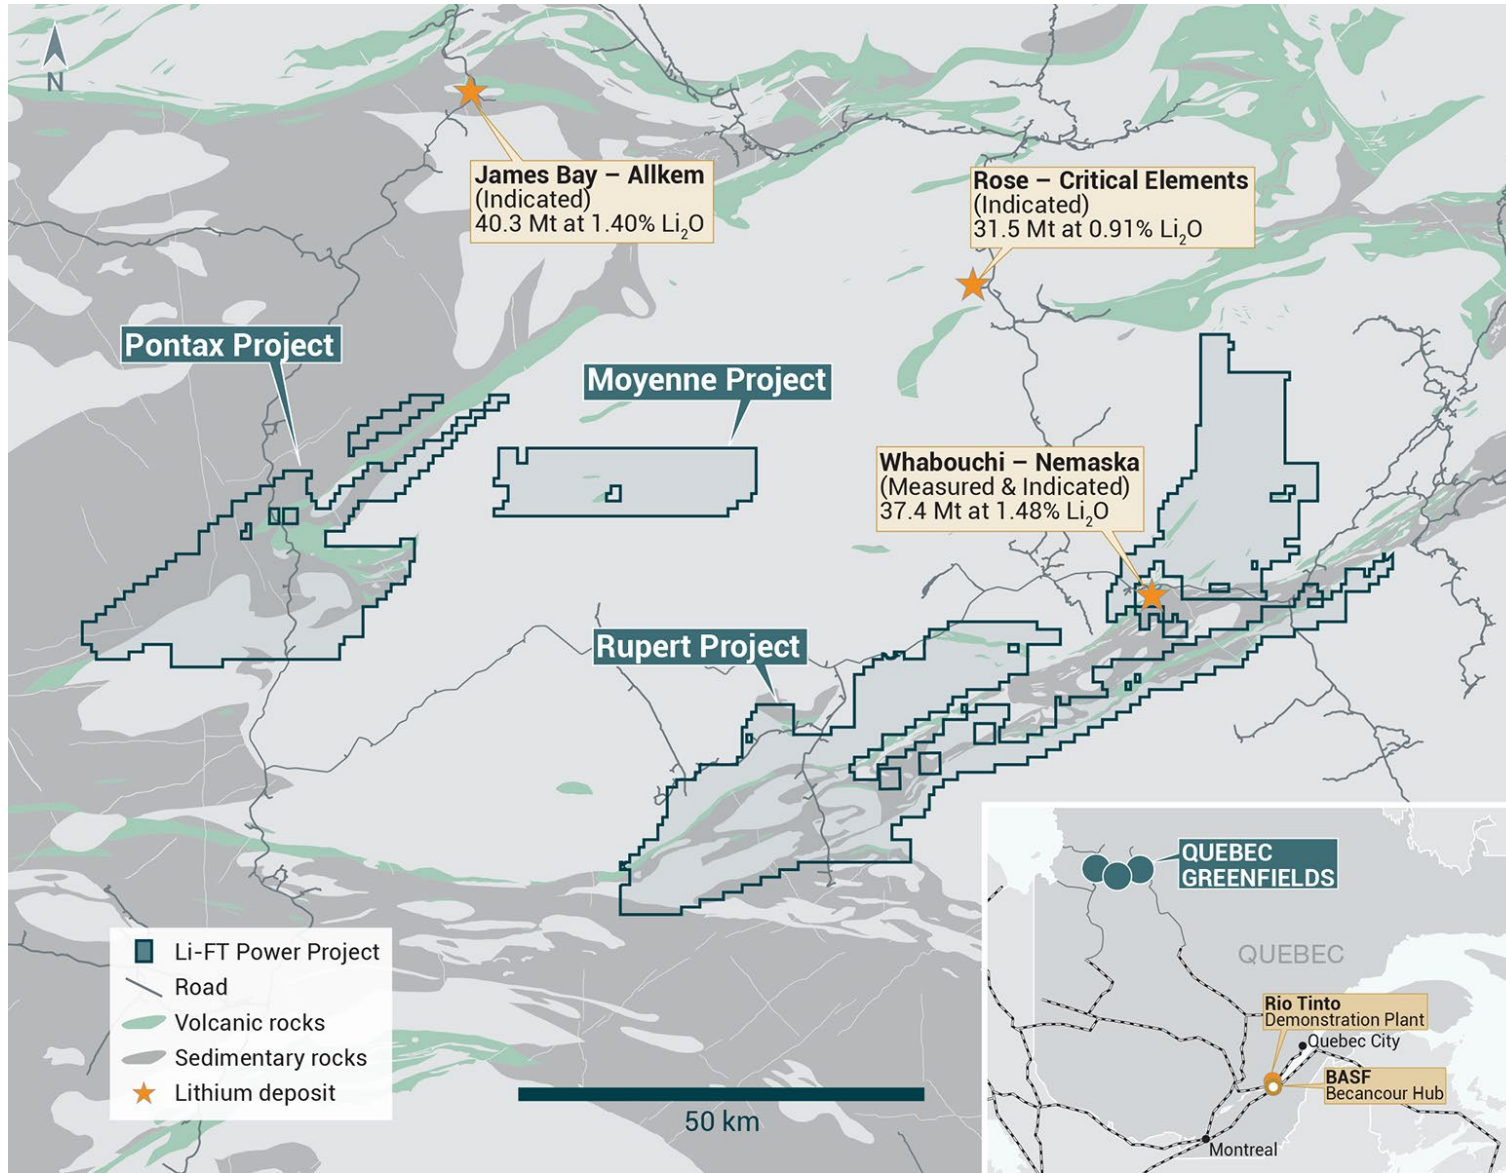 N
James Bay – Allkem
(Indicated)
40.3 Mt at 1.40% Li₂O
Rose – Critical Elements
(Indicated)
31.5 Mt at 0.91% Li₂O
Pontax Project
Moyenne Project
Whabouchi – Nemaska
(Measured & Indicated)
37.4 Mt at 1.48% Li₂O
Rupert Project
Li-FT Power Project
Road
Volcanic rocks
Sedimentary rocks
Lithium deposit
50 km
QUEBEC
GREENFIELDS
QUEBEC
Rio Tinto
Demonstration Plant
Quebec City
BASF
Becancour Hub
Montreal